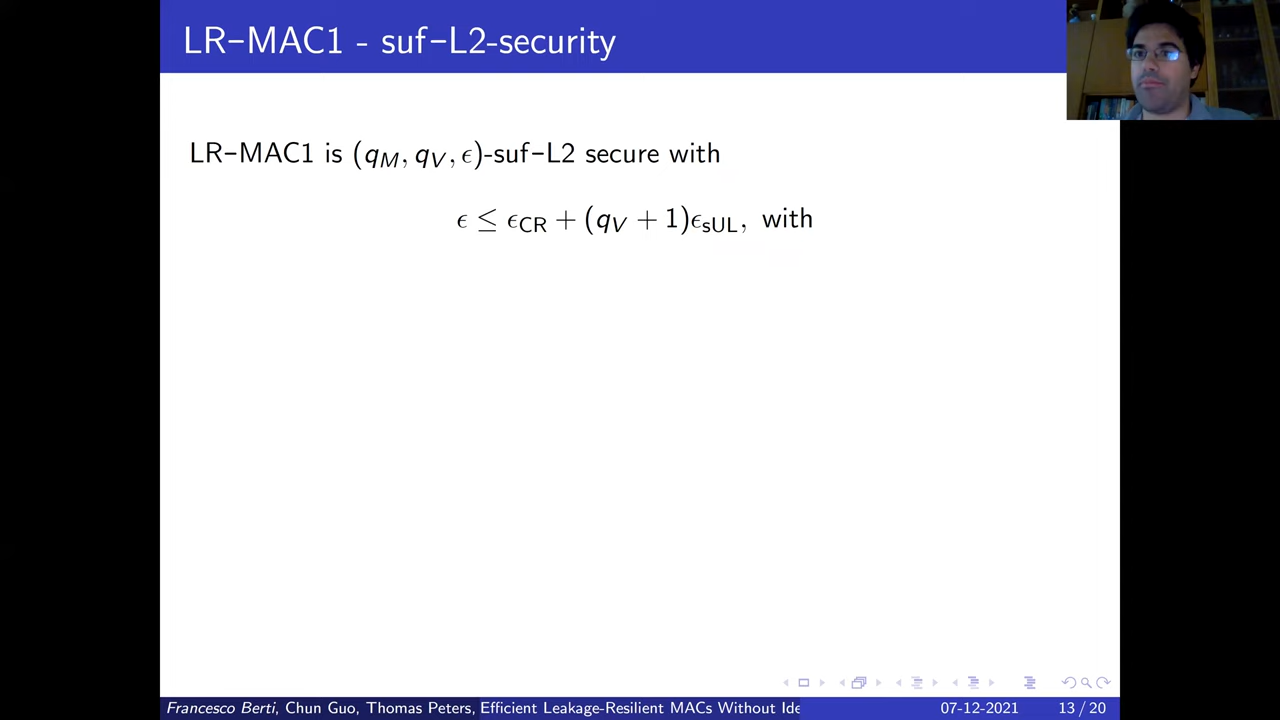 LR–MAC1 - suf–L2-security
LR–MAC1 is (q_M, q_V, ϵ)-suf–L2 secure with
ϵ ≤ ϵ_CR + (q_V + 1)ϵ_sUL, with
Francesco Berti, Chun Guo, Thomas Peters, Efficient Leakage-Resilient MACs Without Ide 07-12-2021 13 / 20